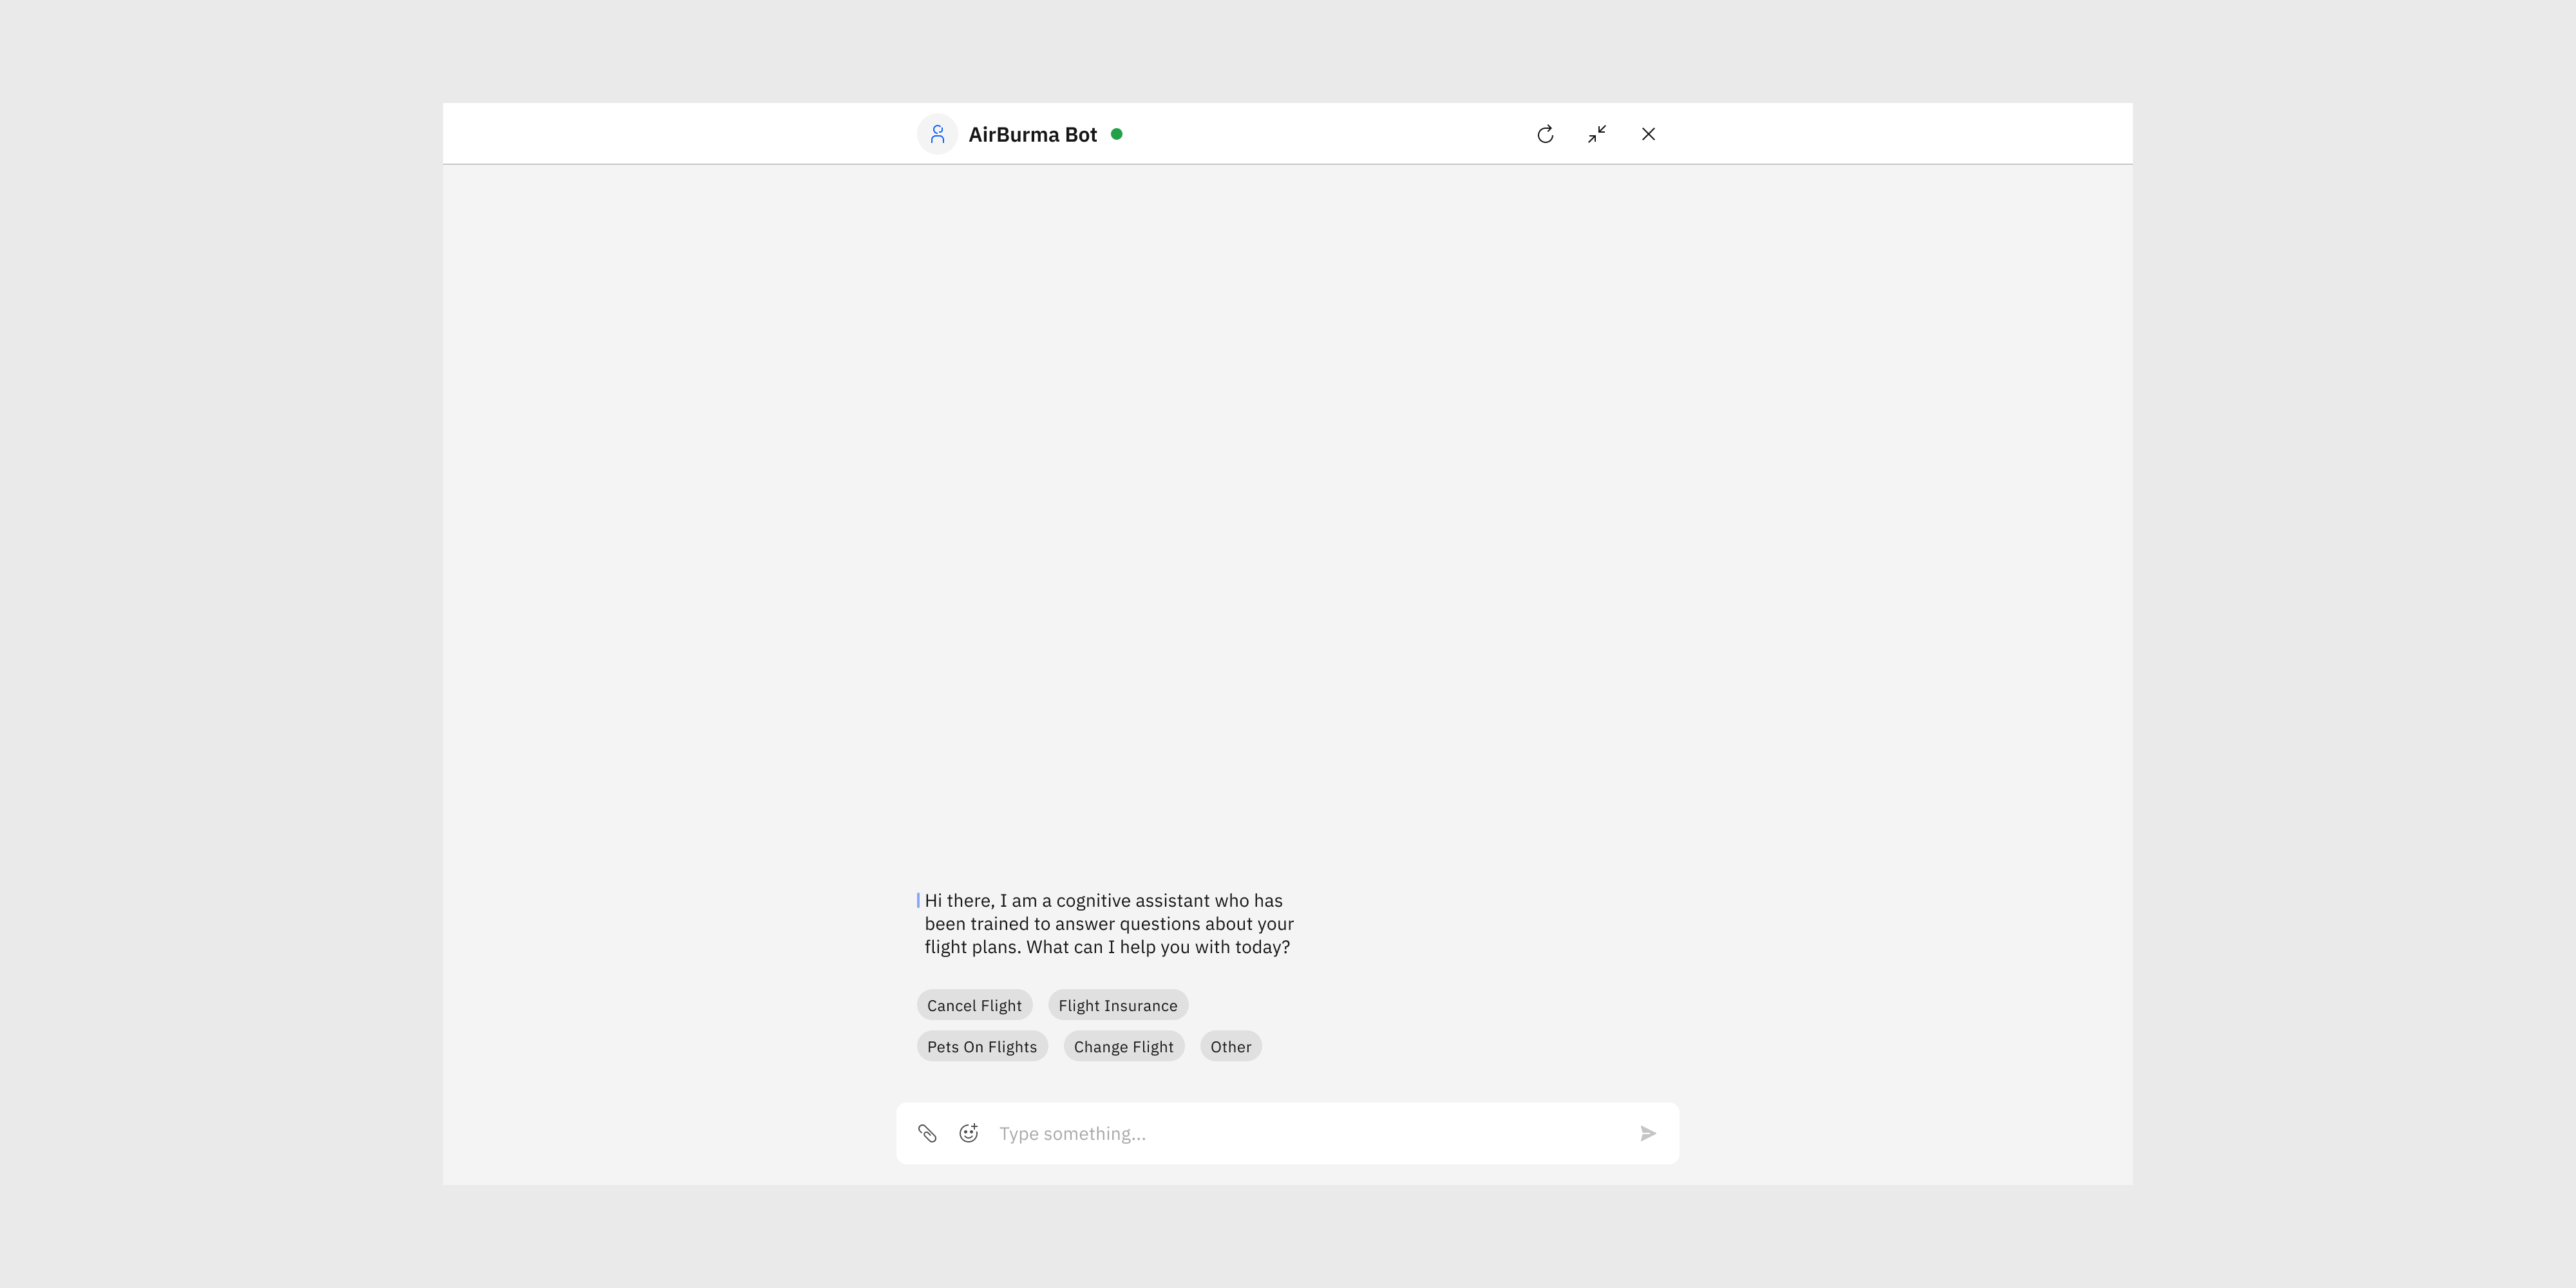 AirBurma Bot
Hi there, I am a cognitive assistant who has
been trained to answer questions about your
flight plans. What can I help you with today?
Cancel Flight Flight Insurance
Pets On Flights Change Flight Other
Type something...